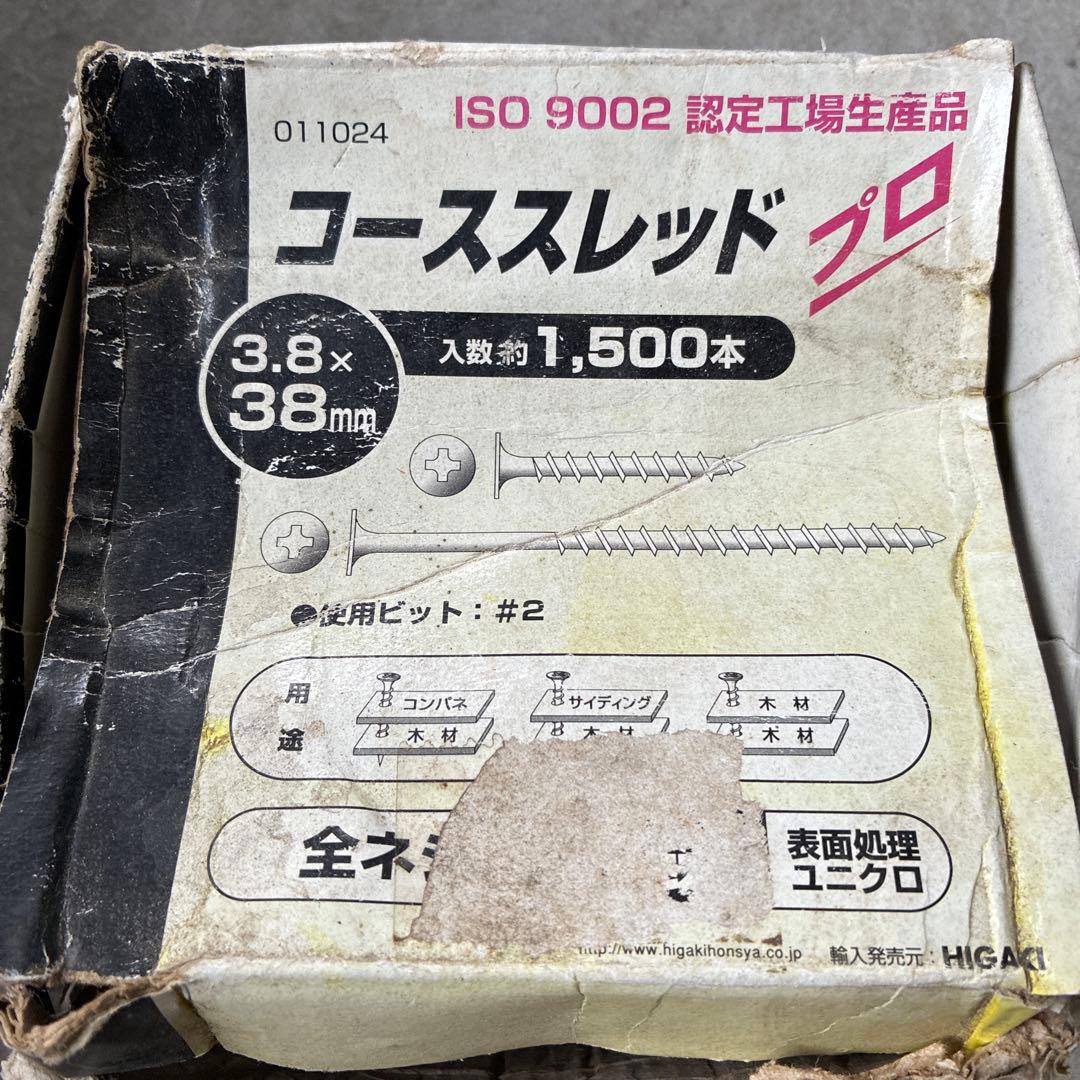 ISO 9002 認定工場生産品
011024
コーススレッド プロ
3.8×
38mm
入数 約 1,500本
●使用ビット:#2
用途
コンパネ
木材
サイディング
木材
木材
木材
全ネジ
表面処理
ユニクロ
http://www.higakihonsya.co.jp 輸入発売元:HIGAKI